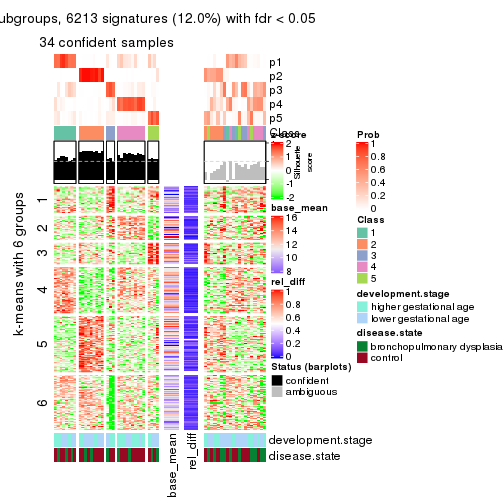 ubgroups, 6213 signatures (12.0%) with fdr < 0.05
34 confident samples
p1
p2
p3
p4
p5
Class
Silhouette
score
k-means with 6 groups
1
2
3
4
5
6
z-score
2
1
0
-1
-2
base_mean
16
14
12
10
8
rel_diff
1
0.8
0.6
0.4
0.2
0
Status (barplots)
confident
ambiguous
Prob
1
0.8
0.6
0.4
0.2
0
Class
1
2
3
4
5
development.stage
higher gestational age
lower gestational age
disease.state
bronchopulmonary dysplasia
control
development.stage
disease.state
base_mean
rel_diff